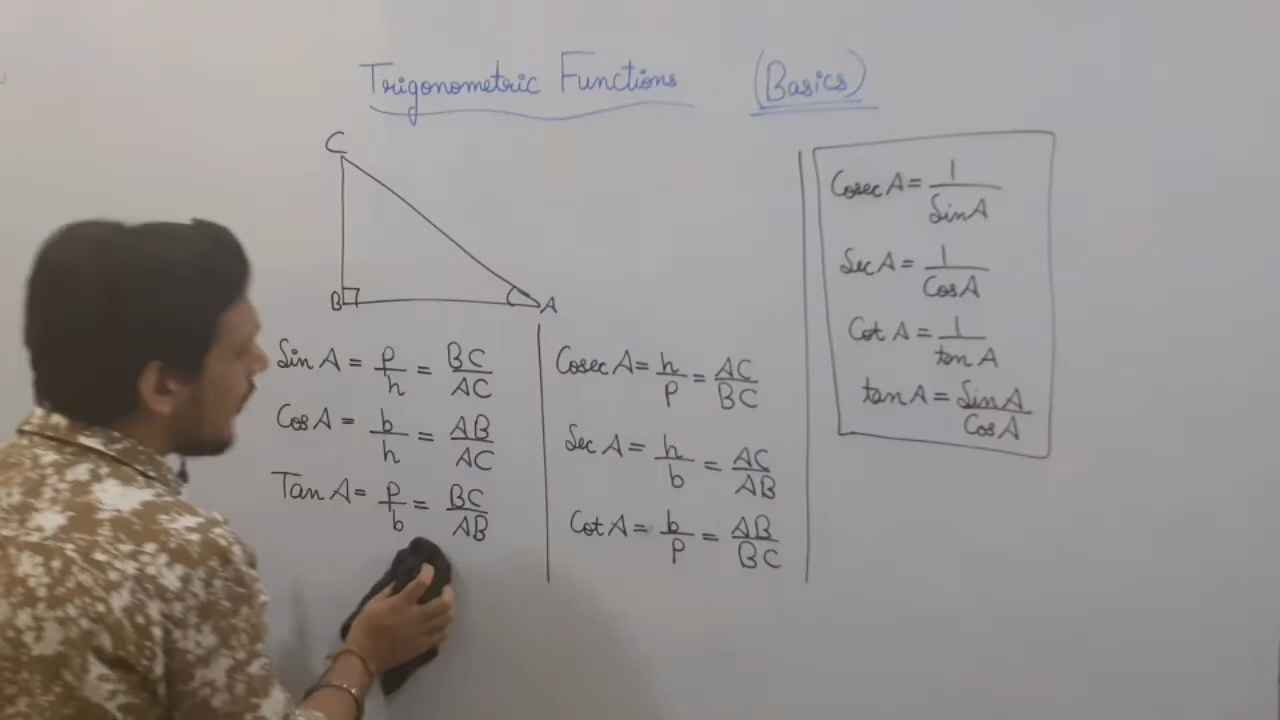 Trigonometric Functions (Basics)
C
B
A
Sin A = p/h = BC/AC
Cos A = b/h = AB/AC
Tan A = p/b = BC/AB
Cosec A = h/p = AC/BC
Sec A = h/b = AC/AB
Cot A = b/p = AB/BC
Cosec A = 1/Sin A
Sec A = 1/Cos A
Cot A = 1/tan A
tan A = Sin A/Cos A